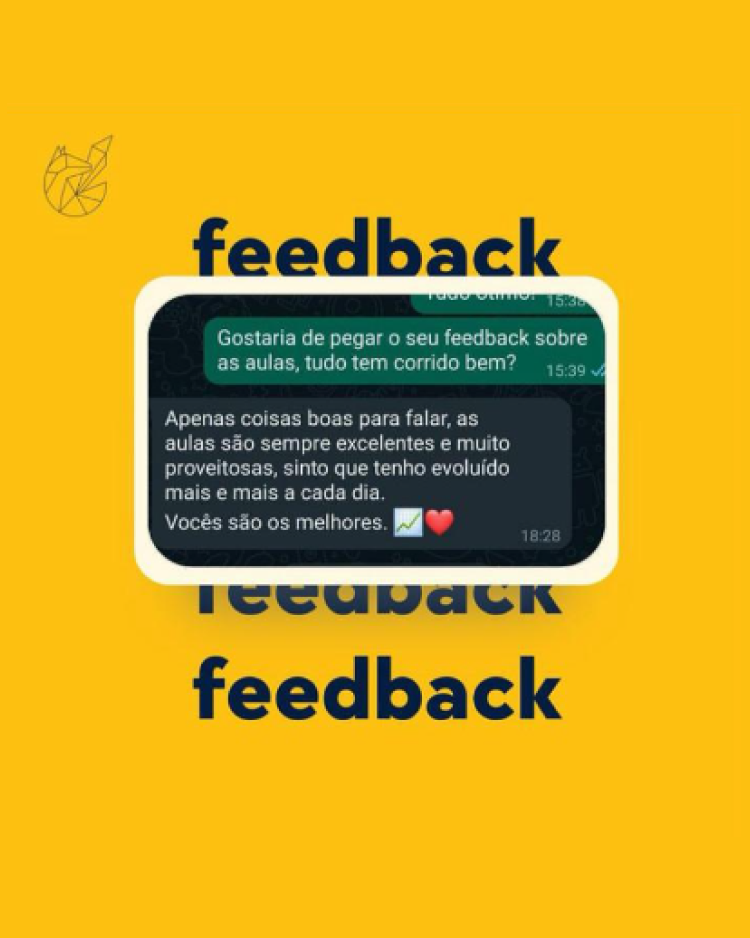 feedback
Tudo ótimo! 15:38
Gostaria de pegar o seu feedback sobre
as aulas, tudo tem corrido bem? 15:39
Apenas coisas boas para falar, as
aulas são sempre excelentes e muito
proveitosas, sinto que tenho evoluído
mais e mais a cada dia.
Vocês são os melhores. 📈❤️
18:28
feedback
feedback